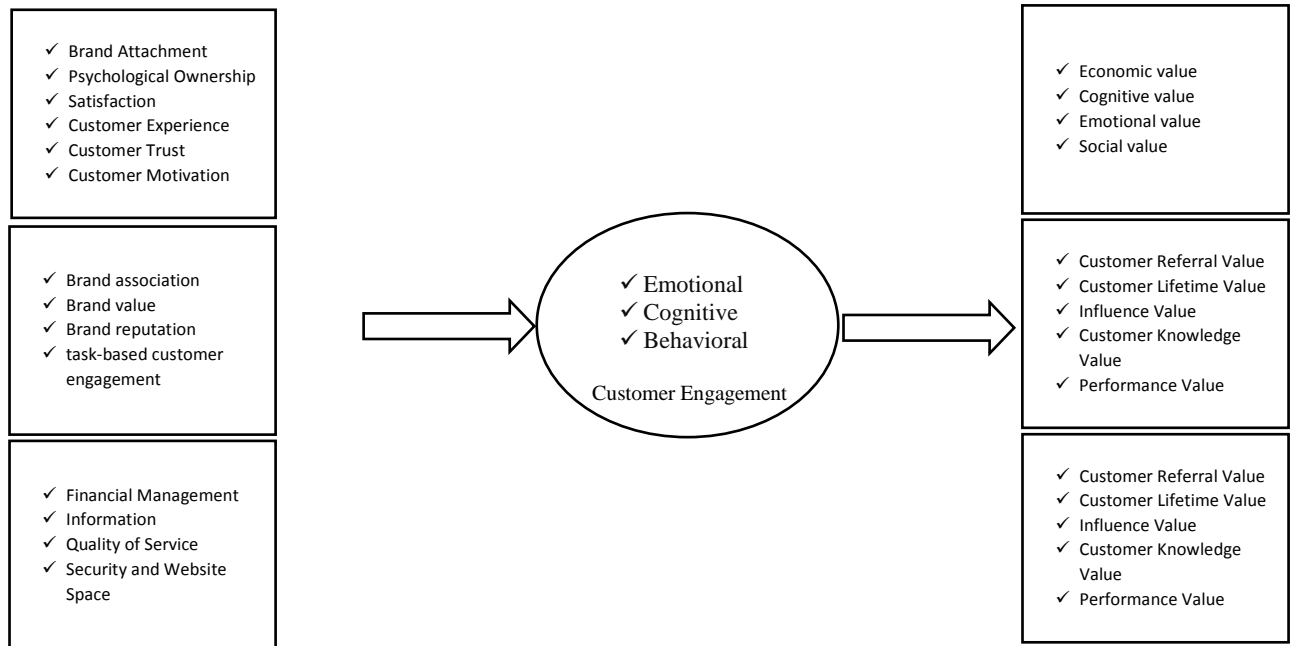 ✓ Brand Attachment
✓ Psychological Ownership
✓ Satisfaction
✓ Customer Experience
✓ Customer Trust
✓ Customer Motivation
✓ Brand association
✓ Brand value
✓ Brand reputation
✓ task-based customer
engagement
✓ Financial Management
✓ Information
✓ Quality of Service
✓ Security and Website
Space
✓ Emotional
✓ Cognitive
✓ Behavioral
Customer Engagement
✓ Economic value
✓ Cognitive value
✓ Emotional value
✓ Social value
✓ Customer Referral Value
✓ Customer Lifetime Value
✓ Influence Value
✓ Customer Knowledge
Value
✓ Performance Value
✓ Customer Referral Value
✓ Customer Lifetime Value
✓ Influence Value
✓ Customer Knowledge
Value
✓ Performance Value